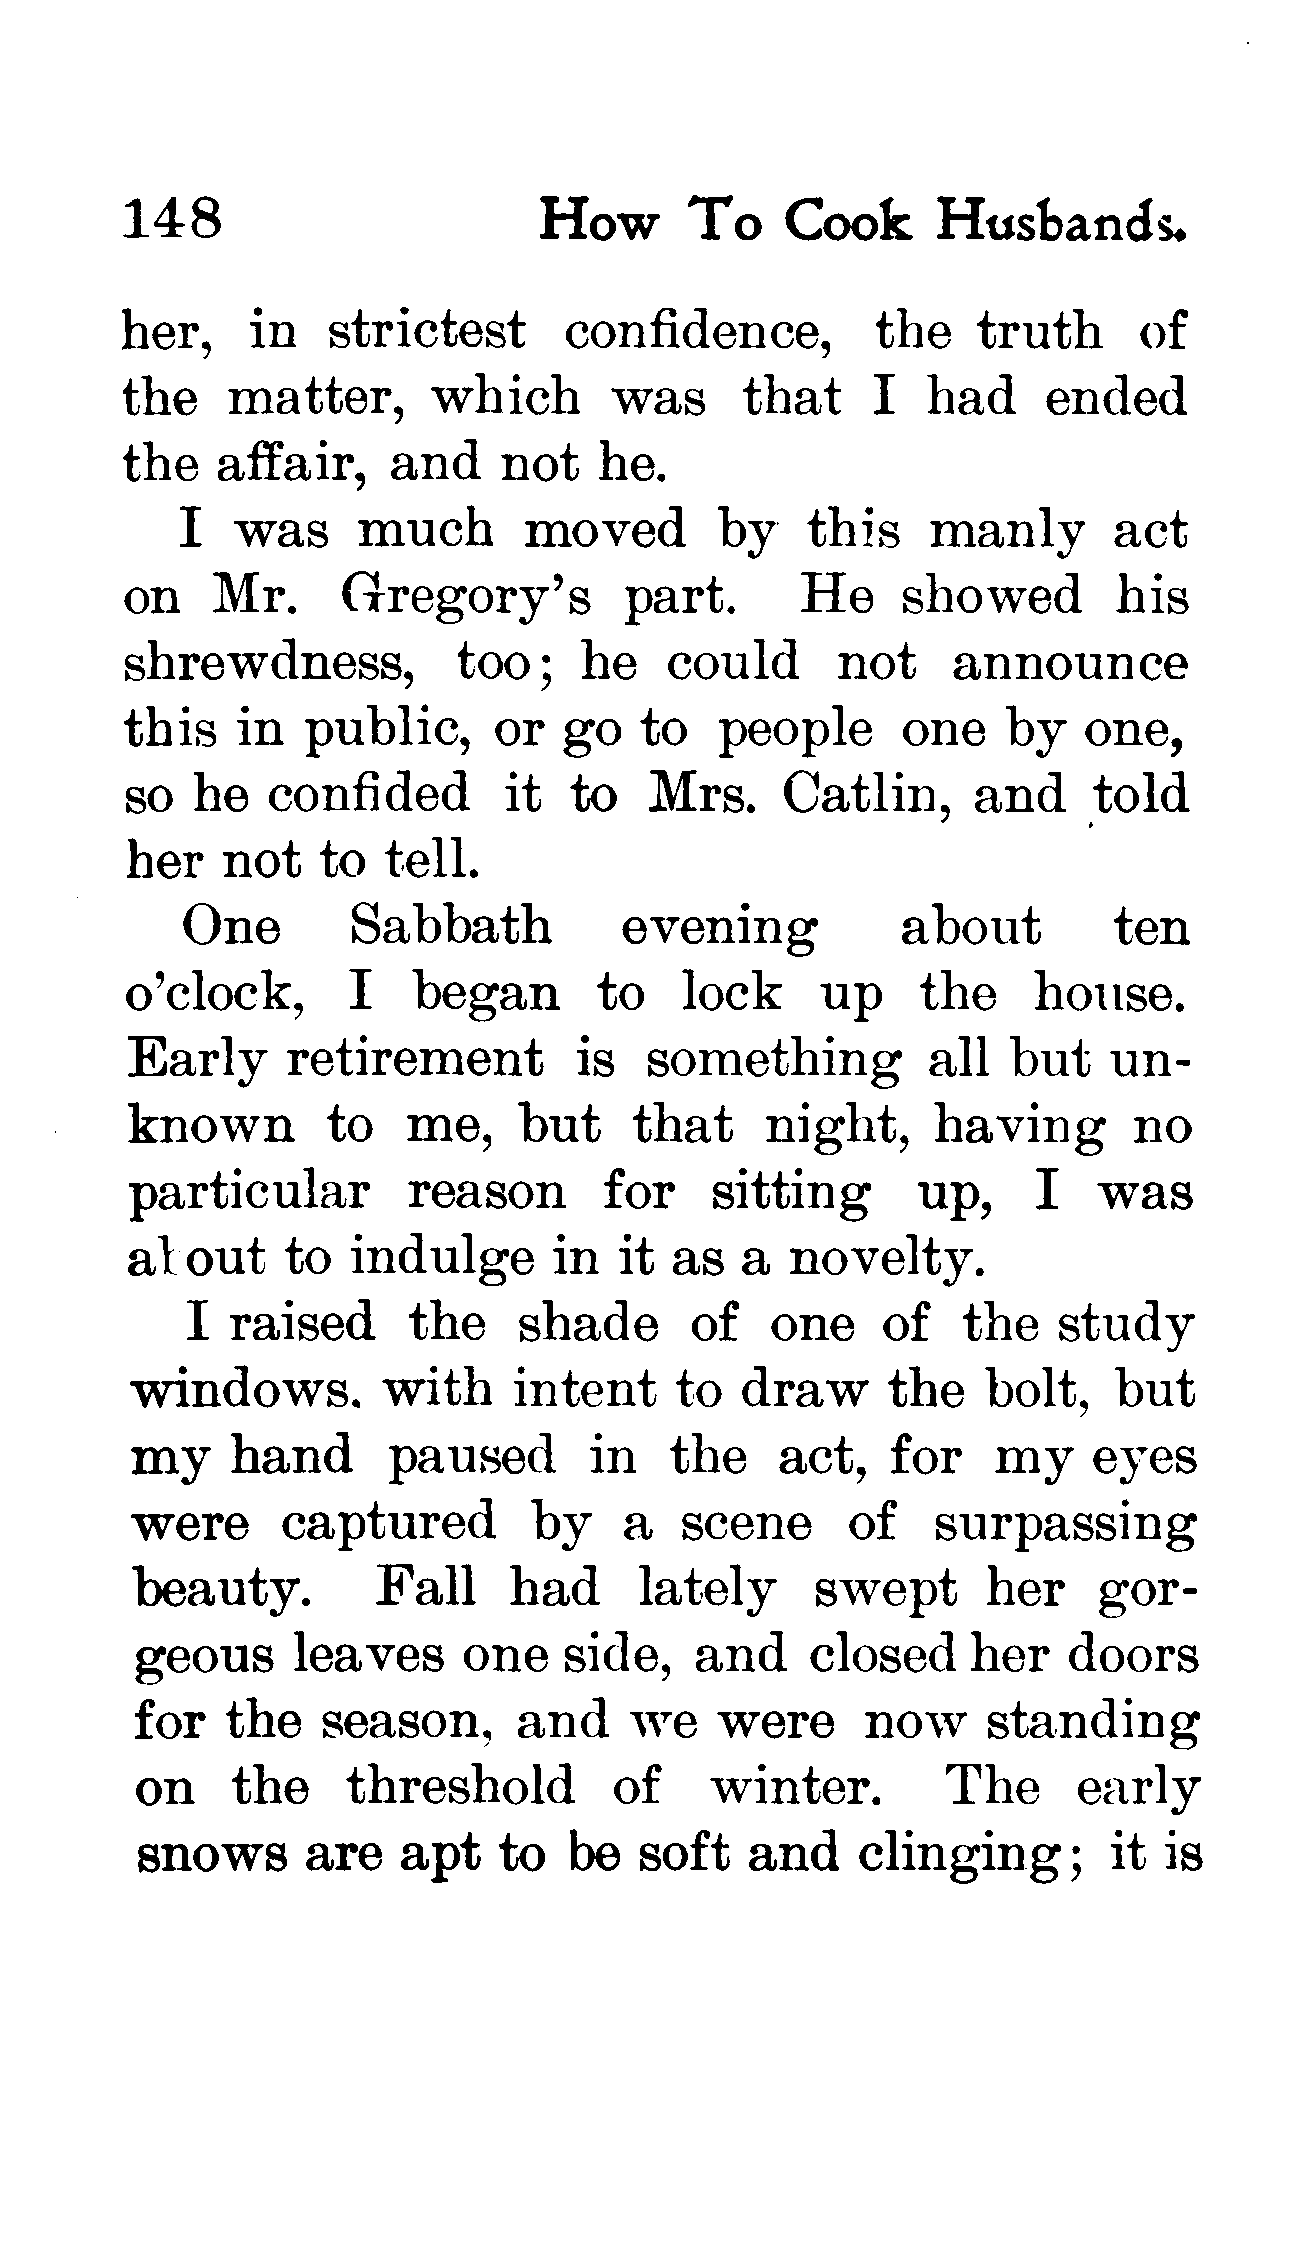 148 How To Cook Husbands.
her, in strictest confidence, the truth of
the matter, which was that I had ended
the affair, and not he.
I was much moved by this manly act
on Mr. Gregory's part. He showed his
shrewdness, too; he could not announce
this in public, or go to people one by one,
so he confided it to Mrs. Catlin, and told
her not to tell.
One Sabbath evening about ten
o'clock, I began to lock up the house.
Early retirement is something all but un-
known to me, but that night, having no
particular reason for sitting up, I was
about to indulge in it as a novelty.
I raised the shade of one of the study
windows. with intent to draw the bolt, but
my hand paused in the act, for my eyes
were captured by a scene of surpassing
beauty. Fall had lately swept her gor-
geous leaves one side, and closed her doors
for the season, and we were now standing
on the threshold of winter. The early
snows are apt to be soft and clinging; it is